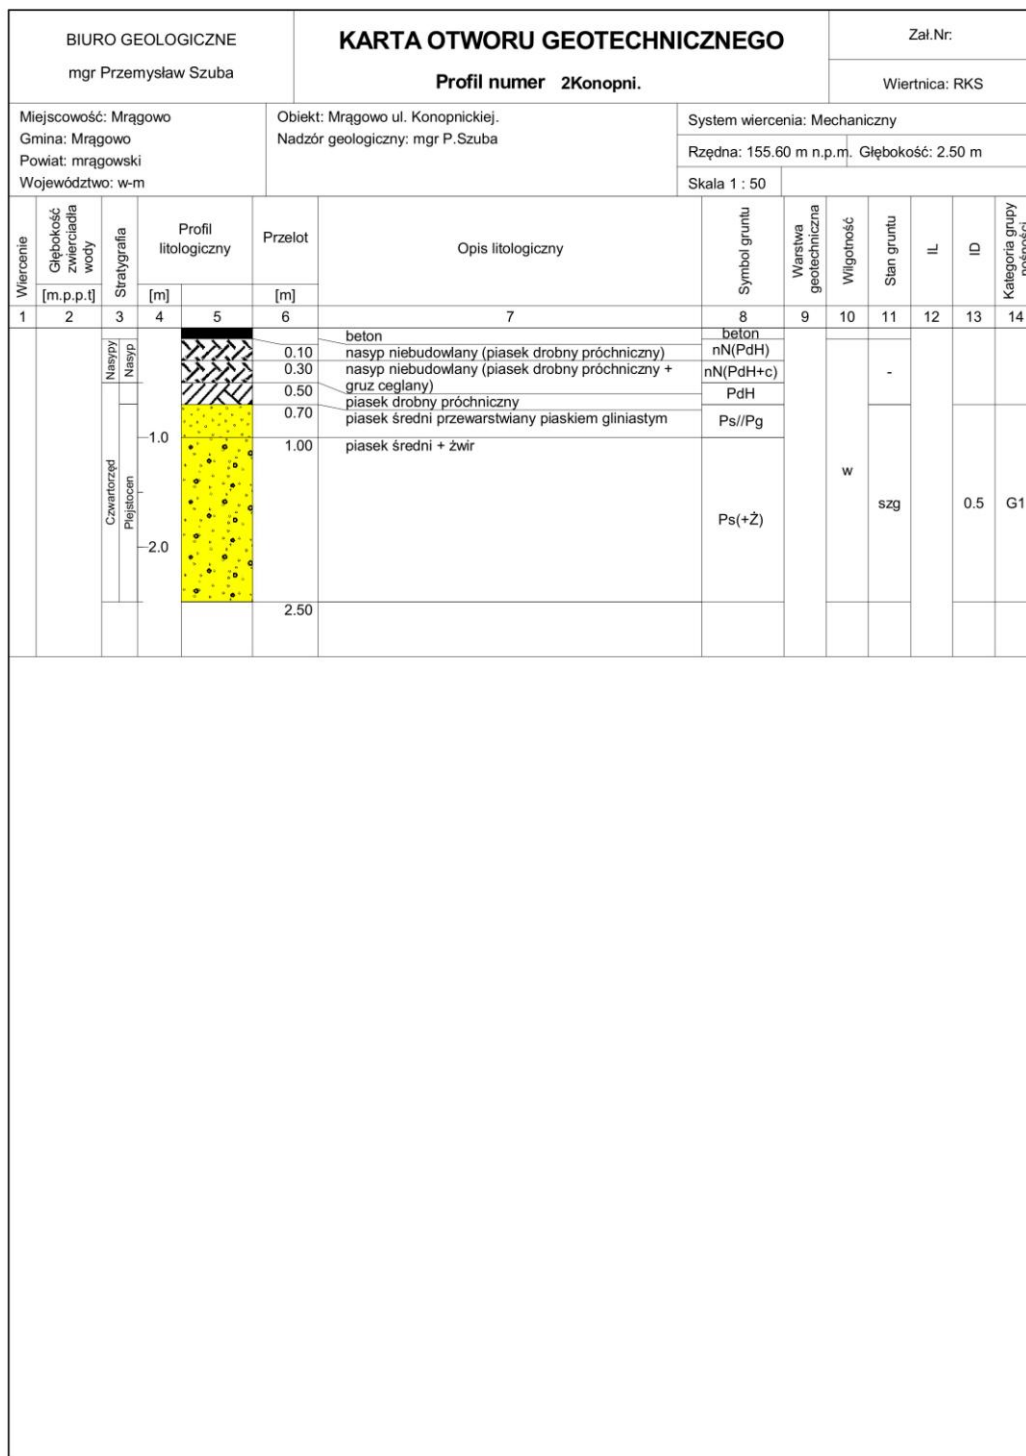 BIURO GEOLOGICZNE
mgr Przemysław Szuba
KARTA OTWORU GEOTECHNICZNEGO
Profil numer 2Konopni.
Zał.Nr:
Wiertnica: RKS
Miejscowość: Mrągowo
Gmina: Mrągowo
Powiat: mrągowski
Województwo: w-m
Obiekt: Mrągowo ul. Konopnickiej.
Nadzór geologiczny: mgr P.Szuba
System wiercenia: Mechaniczny
Rzędna: 155.60 m n.p.m. Głębokość: 2.50 m
Skala 1 : 50
Wiercenie
Głębokość
zwierciadła
wody
[m.p.p.t]
Stratygrafia
Profil
litologiczny
[m]
Przelot
[m]
Opis litologiczny
Symbol gruntu
Warstwa
geotechniczna
Wilgotność
Stan gruntu
IL
ID
Kategoria grupy
nośności
1 2 3 4 5 6 7 8 9 10 11 12 13 14
Nasypy
Nasyp
Czwartorzęd
Plejstocen
beton beton
0.10 nasyp niebudowlany (piasek drobny próchniczny) nN(PdH)
0.30 nasyp niebudowlany (piasek drobny próchniczny +
gruz ceglany) nN(PdH+c) -
0.50 piasek drobny próchniczny PdH
0.70 piasek średni przewarstwiany piaskiem gliniastym Ps//Pg
1.0 1.00 piasek średni + żwir
w
szg 0.5 G1
Ps(+Ż)
2.0
2.50